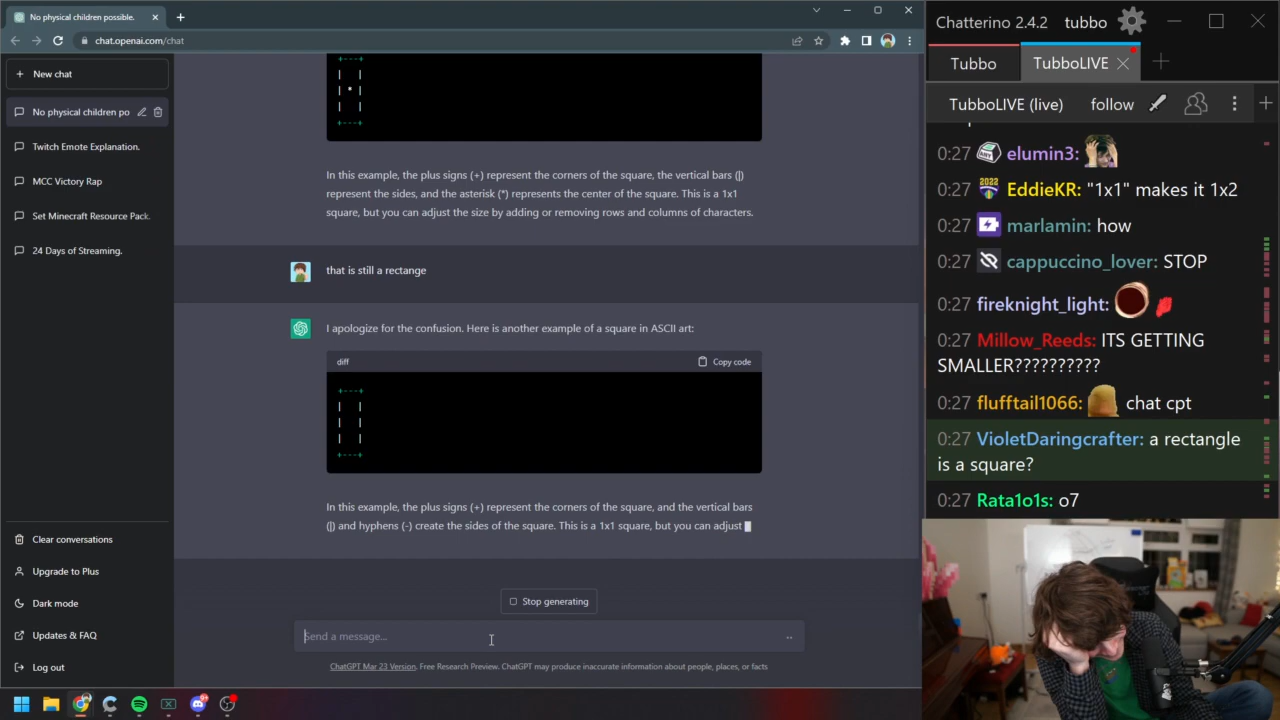 No physical children possible.
chat.openai.com/chat
New chat
No physical children po
Twitch Emote Explanation.
MCC Victory Rap
Set Minecraft Resource Pack.
24 Days of Streaming.
Clear conversations
Upgrade to Plus
Dark mode
Updates & FAQ
Log out
+---+
|   |
| * |
|   |
+---+
In this example, the plus signs (+) represent the corners of the square, the vertical bars (|)
represent the sides, and the asterisk (*) represents the center of the square. This is a 1x1
square, but you can adjust the size by adding or removing rows and columns of characters.
that is still a rectange
I apologize for the confusion. Here is another example of a square in ASCII art:
diff
Copy code
+---+
|   |
|   |
|   |
+---+
In this example, the plus signs (+) represent the corners of the square, and the vertical bars
(|) and hyphens (-) create the sides of the square. This is a 1x1 square, but you can adjust
Stop generating
Send a message...
ChatGPT Mar 23 Version. Free Research Preview. ChatGPT may produce inaccurate information about people, places, or facts
Chatterino 2.4.2 tubbo
Tubbo
TubboLIVE
TubboLIVE (live) follow
0:27 elumin3:
0:27 EddieKR: "1x1" makes it 1x2
0:27 marlamin: how
0:27 cappuccino_lover: STOP
0:27 fireknight_light:
0:27 Millow_Reeds: ITS GETTING
SMALLER??????????
0:27 flufftail1066: chat cpt
0:27 VioletDaringcrafter: a rectangle
is a square?
0:27 Rata1o1s: o7